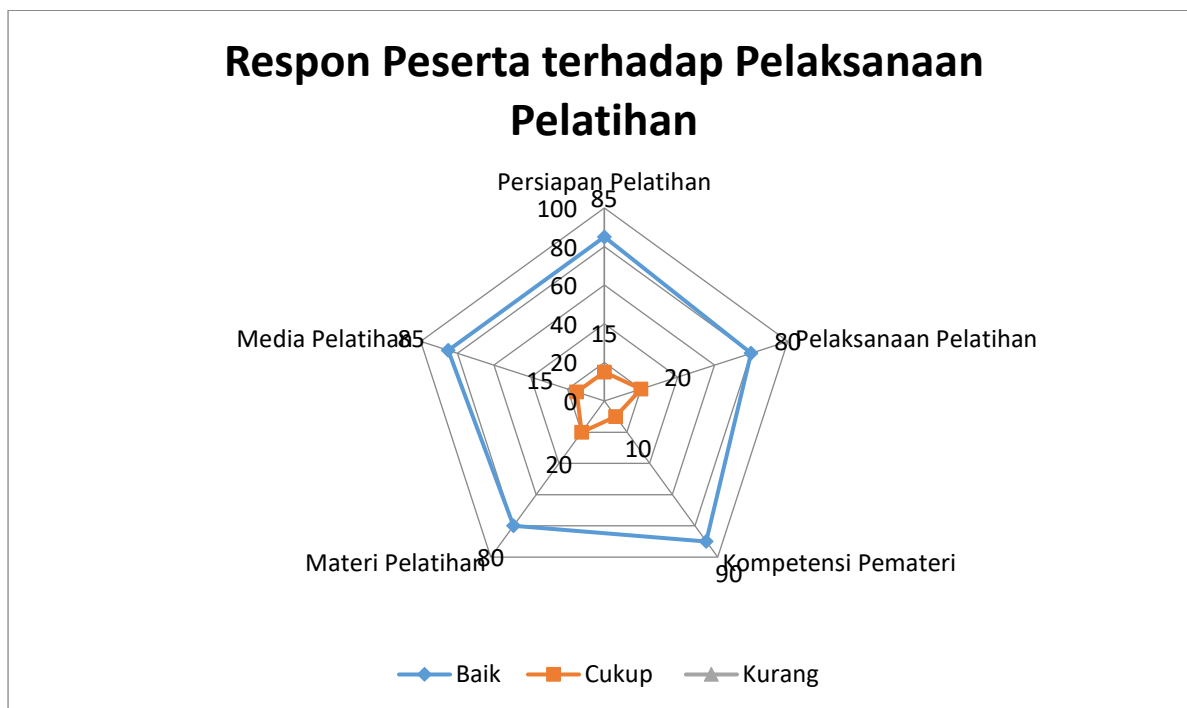 Respon Peserta terhadap Pelaksanaan
Pelatihan
Persiapan Pelatihan
85
100
80
60
40
20
0
15
Media Pelatihan
85
15
80
Pelaksanaan Pelatihan
20
10
20
Materi Pelatihan
80
Kompetensi Pemateri
90
Baik
Cukup
Kurang